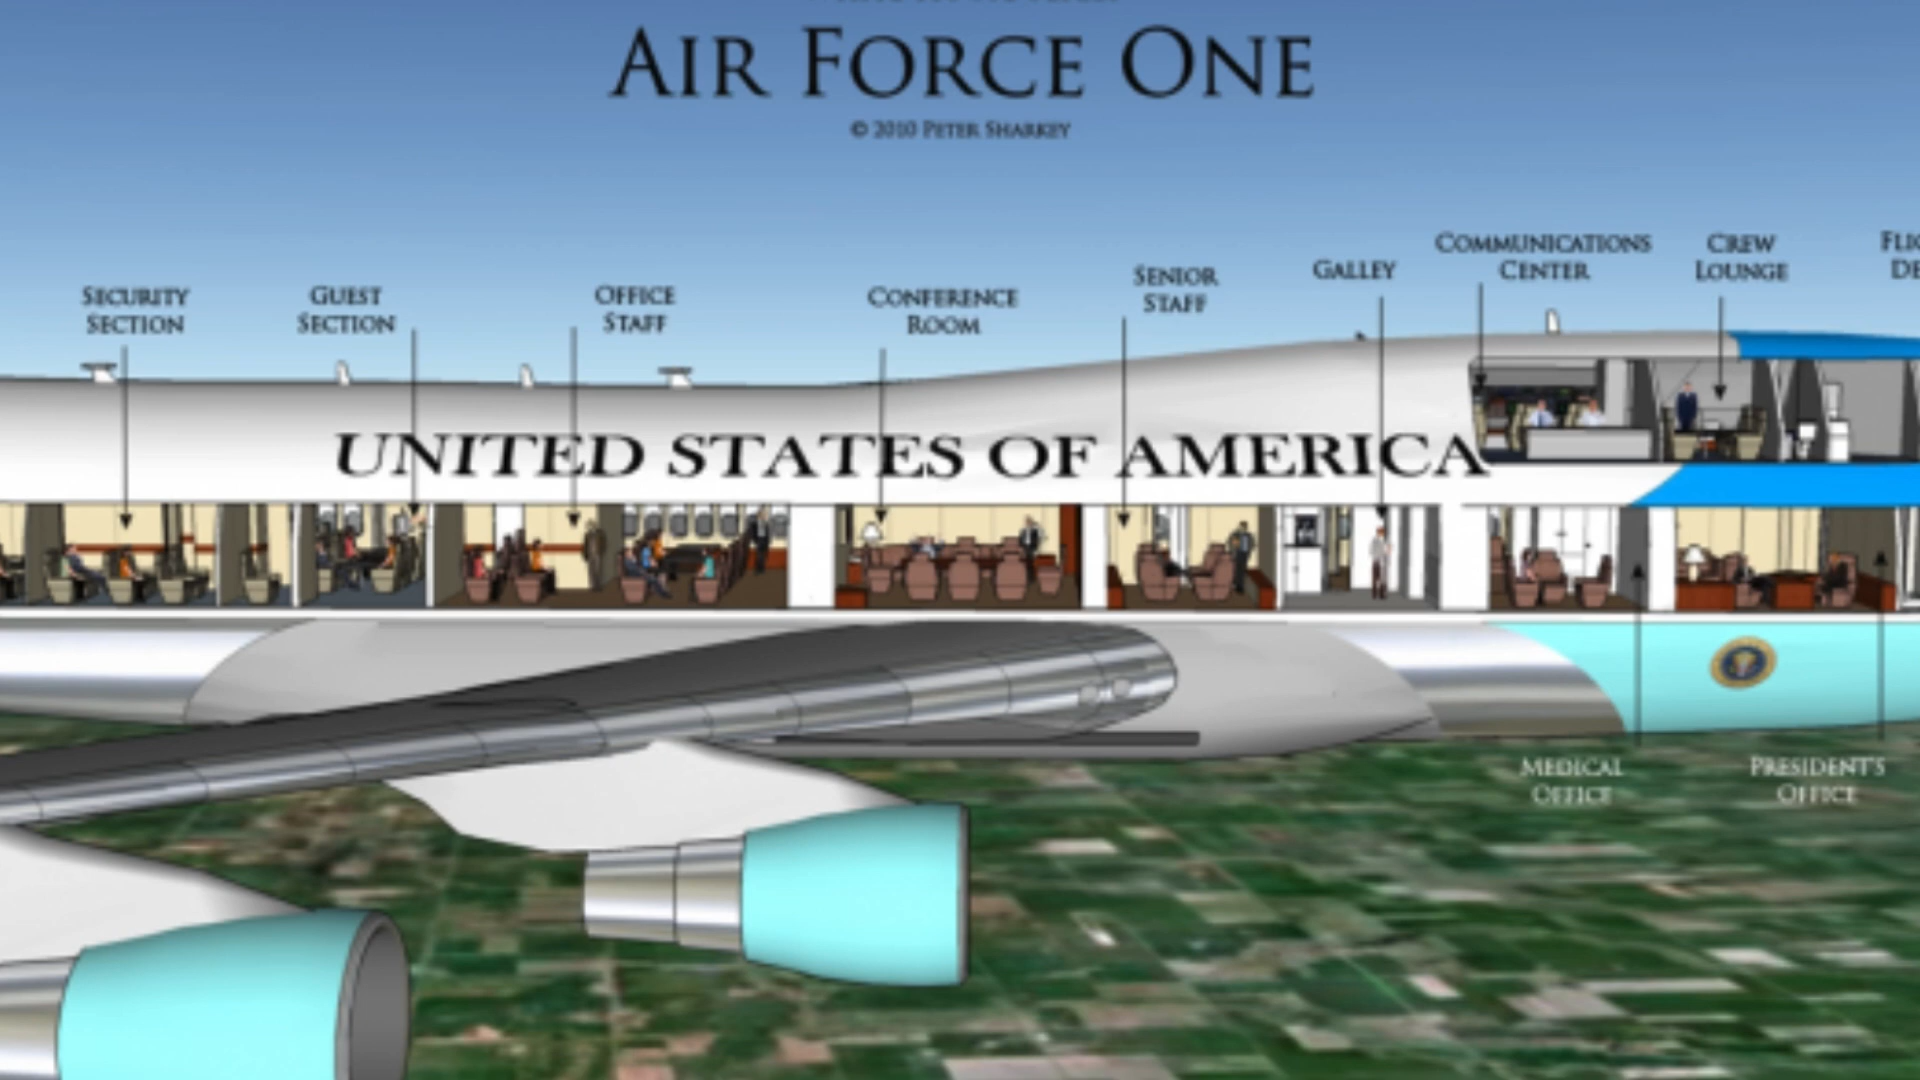 AIR FORCE ONE
© 2010 PETER SHARKEY
COMMUNICATIONS
CENTER
CREW
LOUNGE
GALLEY
SENIOR
STAFF
SECURITY
SECTION
GUEST
SECTION
OFFICE
STAFF
CONFERENCE
ROOM
UNITED STATES OF AMERICA
MEDICAL
OFFICE
PRESIDENT'S
OFFICE